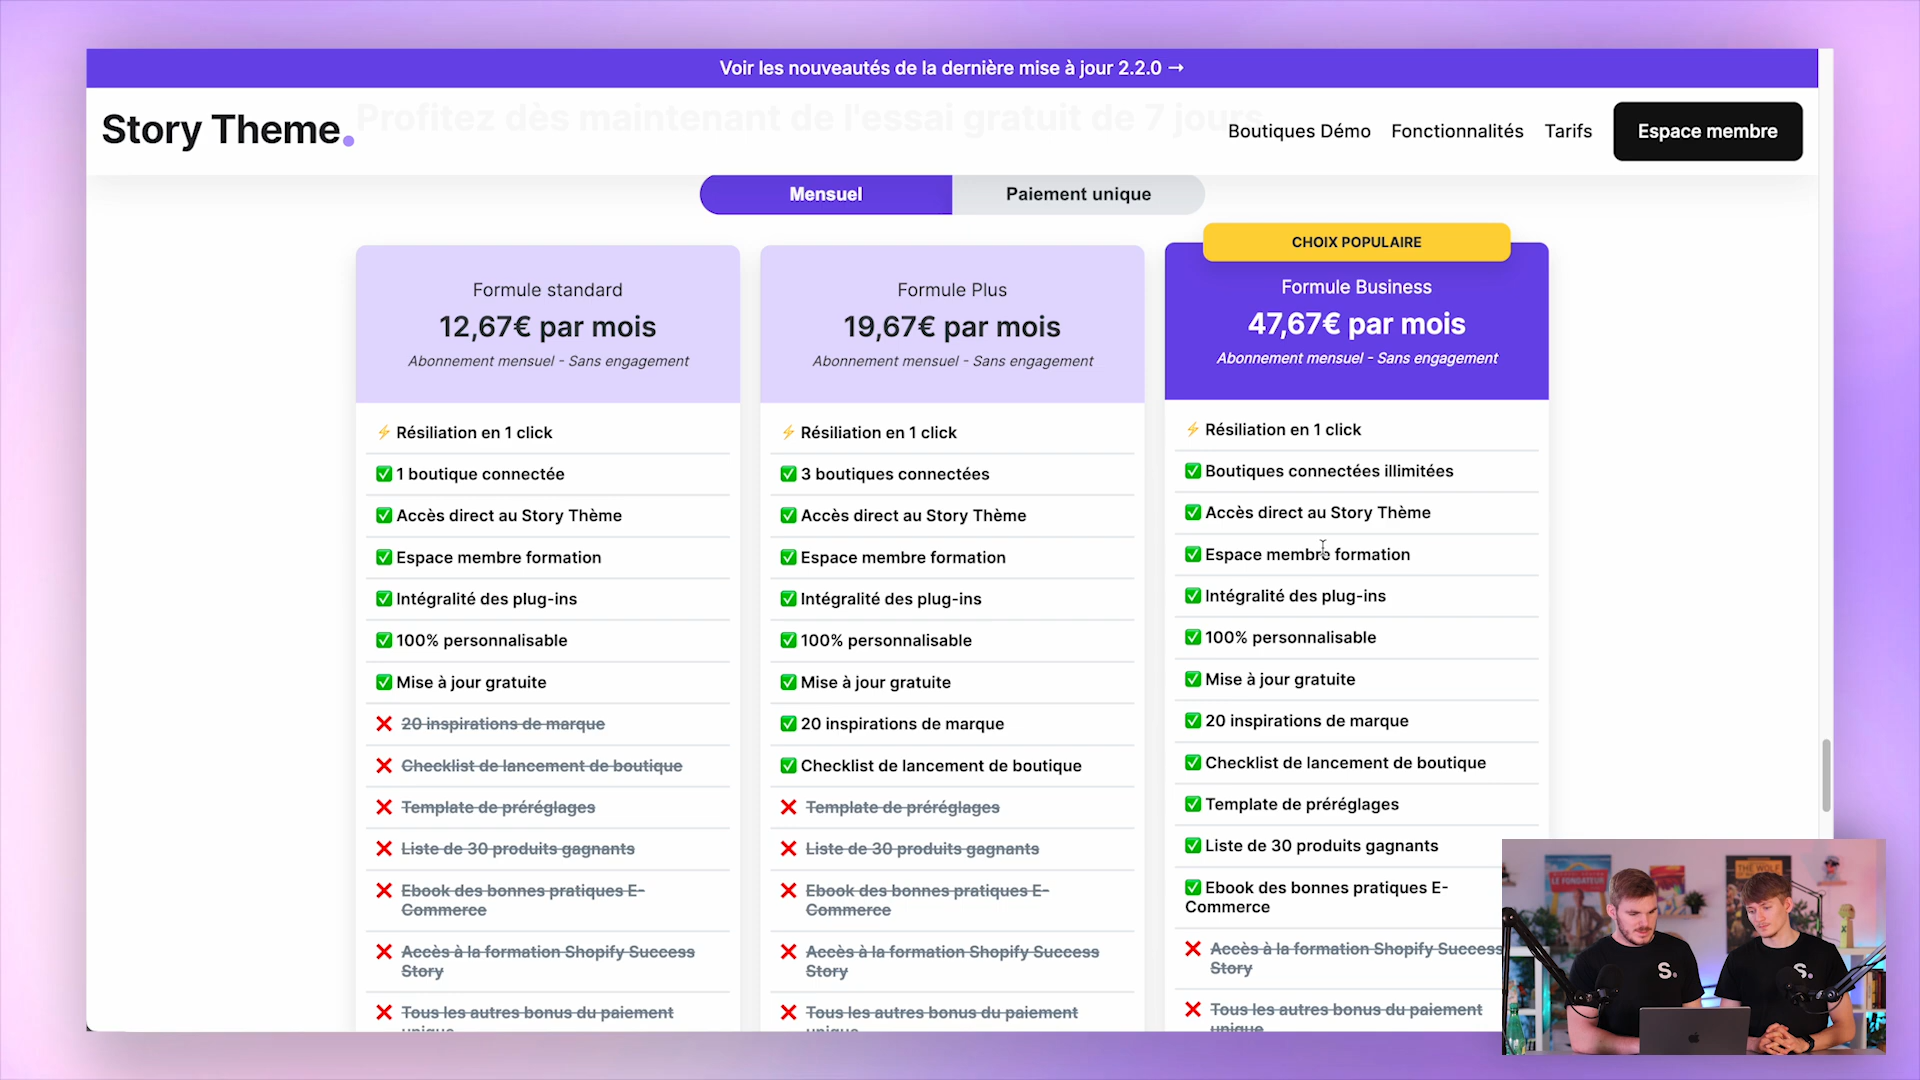 Voir les nouveautés de la dernière mise à jour 2.2.0 →
Story Theme.
Profitez dès maintenant de l'essai gratuit de 7 jours
Boutiques Démo
Fonctionnalités
Tarifs
Espace membre
Mensuel
Paiement unique
Formule standard
12,67€ par mois
Abonnement mensuel - Sans engagement
⚡ Résiliation en 1 click
✅ 1 boutique connectée
✅ Accès direct au Story Thème
✅ Espace membre formation
✅ Intégralité des plug-ins
✅ 100% personnalisable
✅ Mise à jour gratuite
❌ 20 inspirations de marque
❌ Checklist de lancement de boutique
❌ Template de préréglages
❌ Liste de 30 produits gagnants
❌ Ebook des bonnes pratiques E-
Commerce
❌ Accès à la formation Shopify Success
Story
❌ Tous les autres bonus du paiement
unique
Formule Plus
19,67€ par mois
Abonnement mensuel - Sans engagement
⚡ Résiliation en 1 click
✅ 3 boutiques connectées
✅ Accès direct au Story Thème
✅ Espace membre formation
✅ Intégralité des plug-ins
✅ 100% personnalisable
✅ Mise à jour gratuite
✅ 20 inspirations de marque
✅ Checklist de lancement de boutique
❌ Template de préréglages
❌ Liste de 30 produits gagnants
❌ Ebook des bonnes pratiques E-
Commerce
❌ Accès à la formation Shopify Success
Story
❌ Tous les autres bonus du paiement
unique
CHOIX POPULAIRE
Formule Business
47,67€ par mois
Abonnement mensuel - Sans engagement
⚡ Résiliation en 1 click
✅ Boutiques connectées illimitées
✅ Accès direct au Story Thème
✅ Espace membre formation
✅ Intégralité des plug-ins
✅ 100% personnalisable
✅ Mise à jour gratuite
✅ 20 inspirations de marque
✅ Checklist de lancement de boutique
✅ Template de préréglages
✅ Liste de 30 produits gagnants
✅ Ebook des bonnes pratiques E-
Commerce
❌ Accès à la formation Shopify Success
Story
❌ Tous les autres bonus du paiement
unique
LE FONDATEUR
THE WOLF
S.
S.